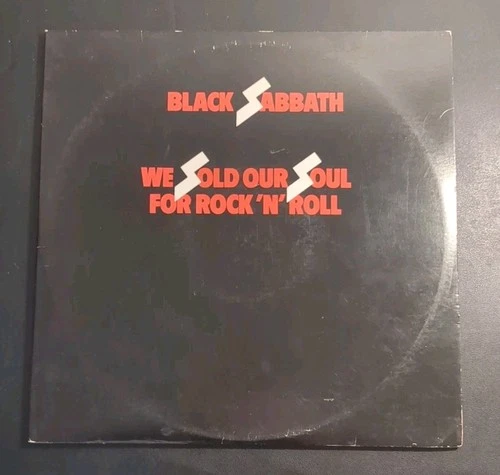 BLACK SABBATH
WE SOLD OUR SOUL
FOR ROCK 'N' ROLL